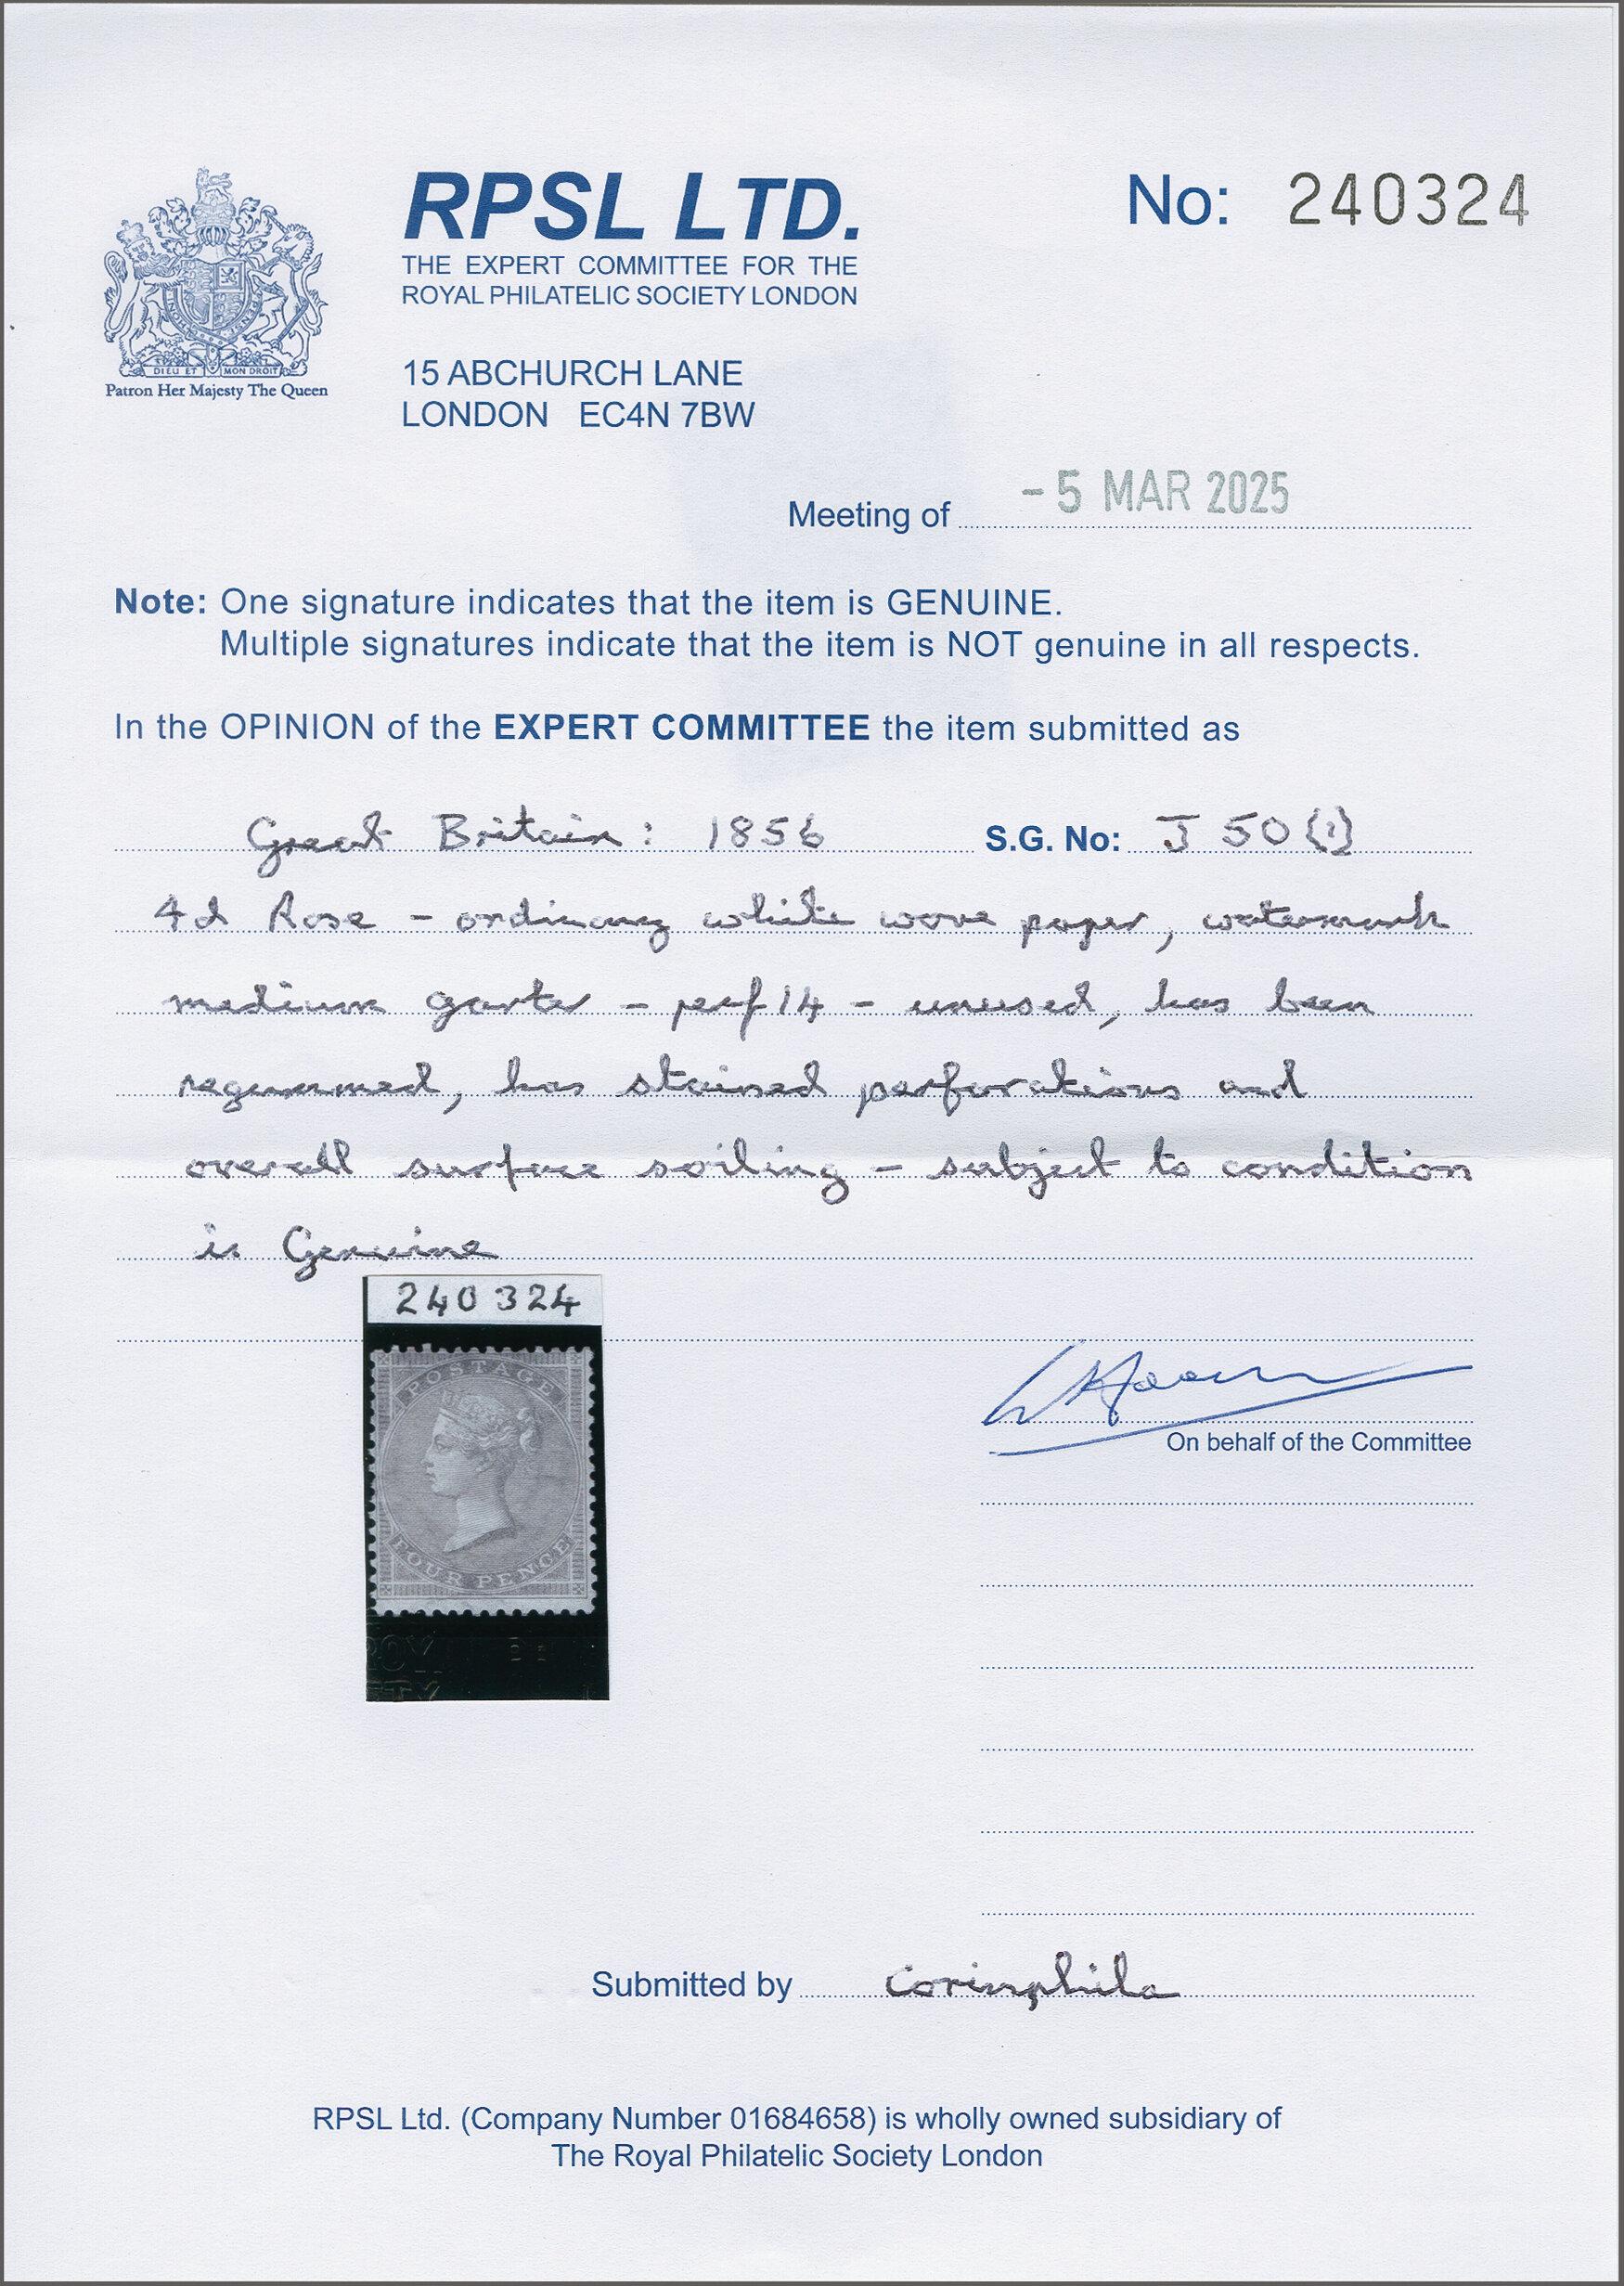 RPSL LTD.
THE EXPERT COMMITTEE FOR THE
ROYAL PHILATELIC SOCIETY LONDON
No: 240324
DIEU ET MON DROIT
Patron Her Majesty The Queen
15 ABCHURCH LANE
LONDON EC4N 7BW
Meeting of - 5 MAR 2025
Note: One signature indicates that the item is GENUINE.
Multiple signatures indicate that the item is NOT genuine in all respects.
In the OPINION of the EXPERT COMMITTEE the item submitted as
Great Britain: 1856 S.G. No: J 50 (1)
4d Rose - ordinary white wove paper, watermark
medium garter - perf 14 - unused, has been
regummed, has stained perforations and
overall surface soiling - subject to condition
is Genuine
240324
POSTAGE
FOUR PENCE
On behalf of the Committee
Submitted by Corinphila
RPSL Ltd. (Company Number 01684658) is wholly owned subsidiary of
The Royal Philatelic Society London